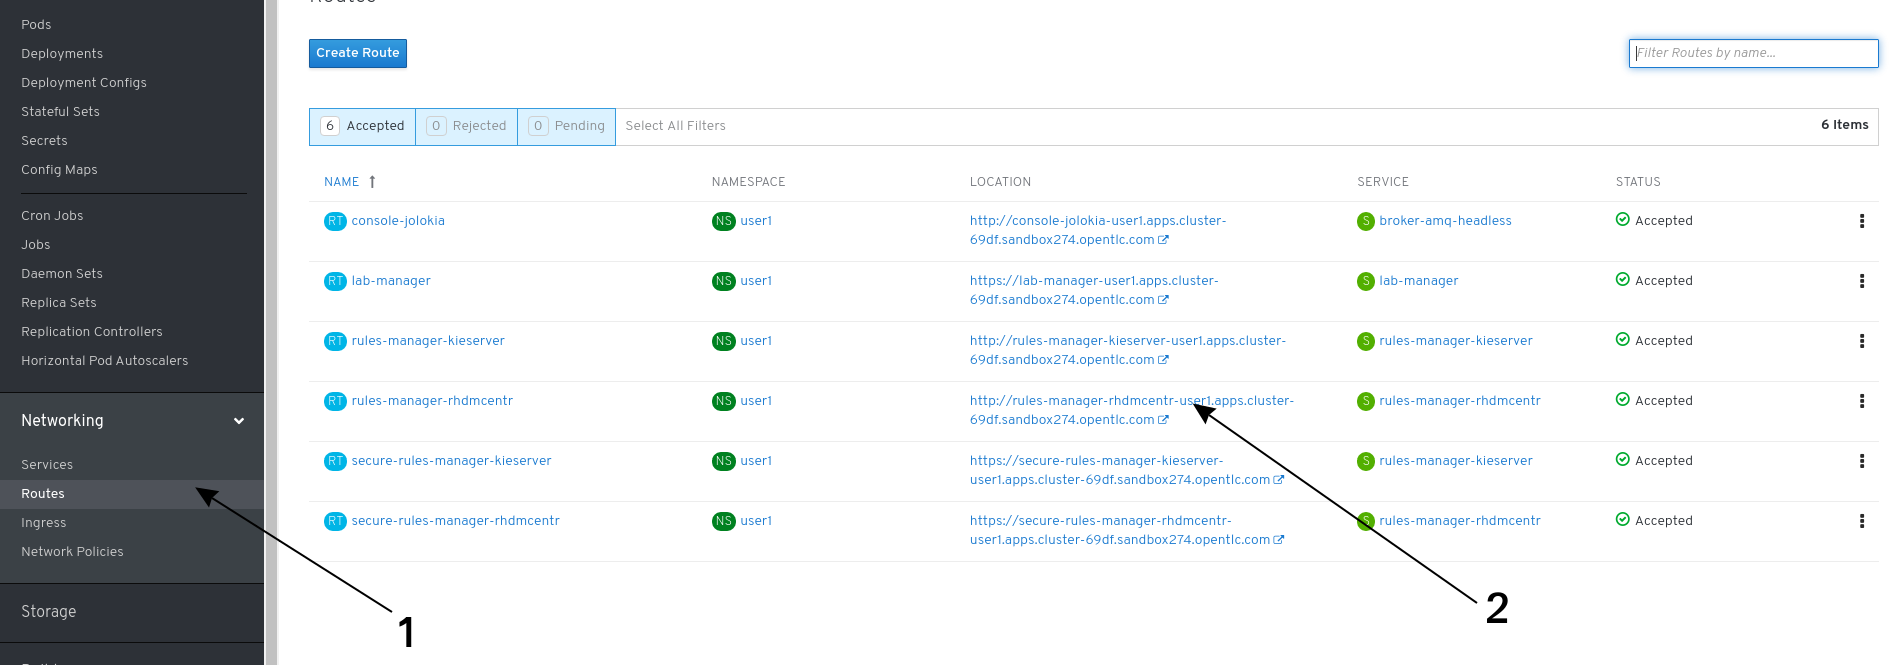 Pods
Deployments
Deployment Configs
Stateful Sets
Secrets
Config Maps
Cron Jobs
Jobs
Daemon Sets
Replica Sets
Replication Controllers
Horizontal Pod Autoscalers
Networking
Services
Routes
Ingress
Network Policies
Storage
1
Routes
Create Route
Filter Routes by name...
6 Accepted 0 Rejected 0 Pending Select All Filters 6 Items
NAME NAMESPACE LOCATION SERVICE STATUS
RT console-jolokia NS user1 http://console-jolokia-user1.apps.cluster- S broker-amq-headless Accepted
69df.sandbox274.opentlc.com
RT lab-manager NS user1 https://lab-manager-user1.apps.cluster- S lab-manager Accepted
69df.sandbox274.opentlc.com
RT rules-manager-kieserver NS user1 http://rules-manager-kieserver-user1.apps.cluster- S rules-manager-kieserver Accepted
69df.sandbox274.opentlc.com
RT rules-manager-rhdmcentr NS user1 http://rules-manager-rhdmcentr-user1.apps.cluster- S rules-manager-rhdmcentr Accepted
69df.sandbox274.opentlc.com
RT secure-rules-manager-kieserver NS user1 https://secure-rules-manager-kieserver- S rules-manager-kieserver Accepted
user1.apps.cluster-69df.sandbox274.opentlc.com
RT secure-rules-manager-rhdmcentr NS user1 https://secure-rules-manager-rhdmcentr- S rules-manager-rhdmcentr Accepted
user1.apps.cluster-69df.sandbox274.opentlc.com
2